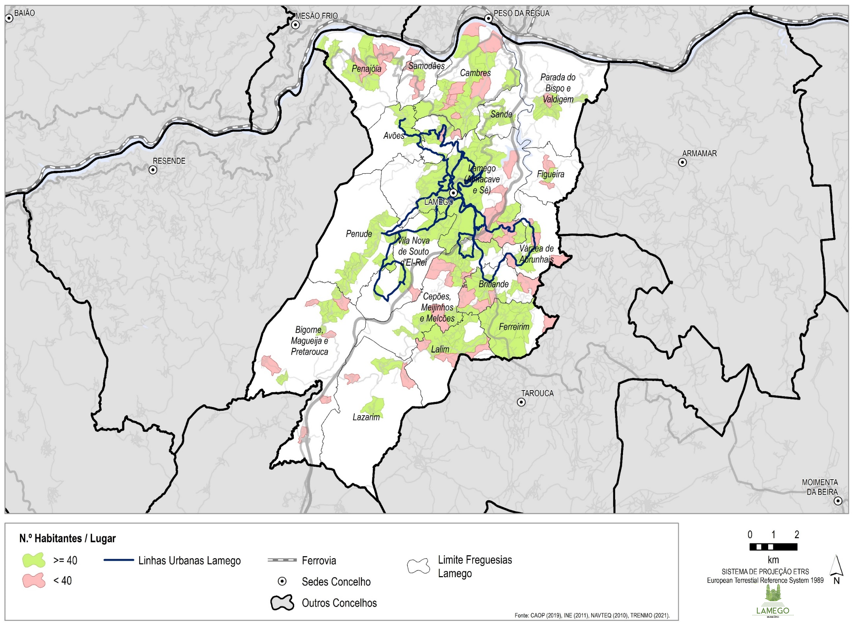 BAIÃO
MESÃO FRIO
PESO DA RÉGUA
Penajóia
Samodães
Cambres
Parada do
Bispo e
Valdigem
Sande
Avões
ARMAMAR
RESENDE
Lamego
(Almacave
e Sé)
Figueira
LAMEGO
Penude
Vila Nova
de Souto
d'El-Rei
Várzea de
Abrunhais
Britiande
Cepões,
Meijinhos
e Melcões
Ferreirim
Bigorne,
Magueija e
Pretarouca
Lalim
TAROUCA
Lazarim
MOIMENTA
DA BEIRA
N.º Habitantes / Lugar
>= 40
< 40
Linhas Urbanas Lamego
Ferrovia
Sedes Concelho
Outros Concelhos
Limite Freguesias
Lamego
0 1 2
km
SISTEMA DE PROJEÇÃO ETRS
European Terrestial Reference System 1989
N
LAMEGO
Fonte: CAOP (2019), INE (2011), NAVTEQ (2010), TRENMO (2021).